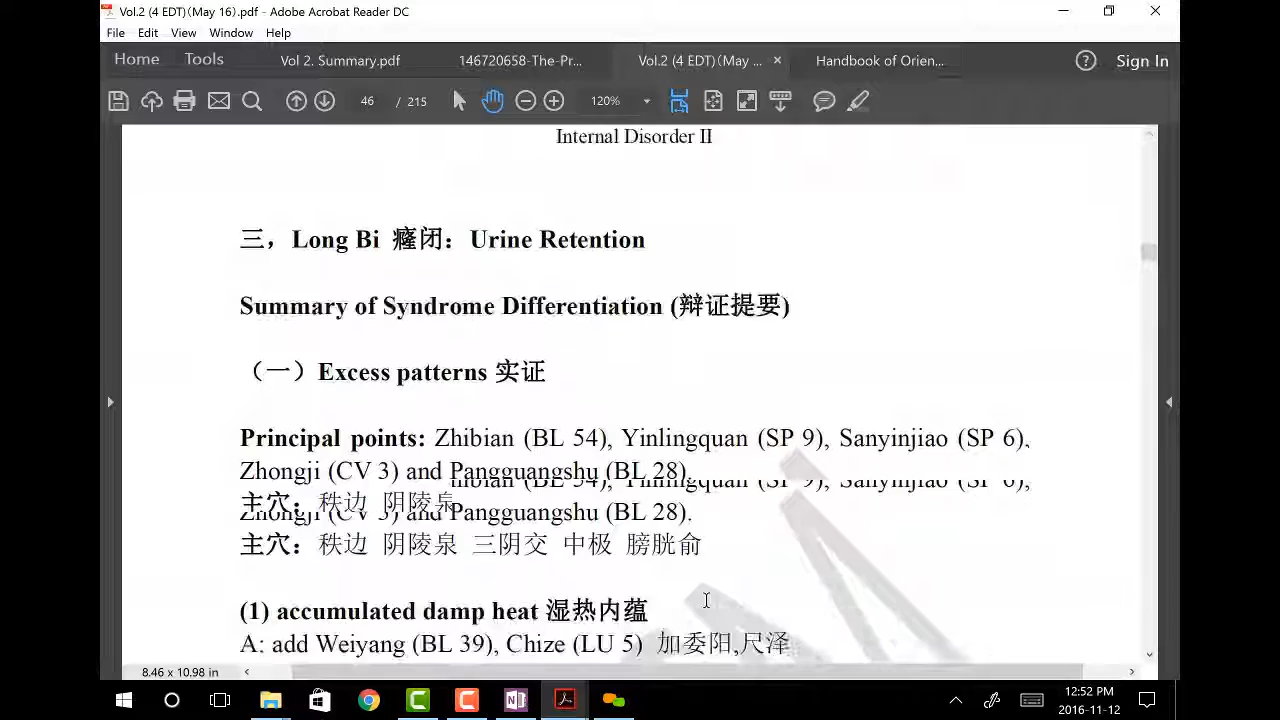 Vol.2 (4 EDT)(May 16).pdf - Adobe Acrobat Reader DC
File Edit View Window Help
Home Tools Vol 2. Summary.pdf 146720658-The-Pr... Vol.2 (4 EDT)(May ... × Handbook of Orien... Sign In
46 / 215 120%
Internal Disorder II
三，Long Bi 癃闭：Urine Retention
Summary of Syndrome Differentiation (辩证提要)
（一）Excess patterns 实证
Principal points: Zhibian (BL 54), Yinlingquan (SP 9), Sanyinjiao (SP 6),
Zhongji (CV 3) and Pangguangshu (BL 28).
主穴：秩边 阴陵泉
Zhongji (CV 3) and Pangguangshu (BL 28).
主穴：秩边 阴陵泉 三阴交 中极 膀胱俞
(1) accumulated damp heat 湿热内蕴
A: add Weiyang (BL 39), Chize (LU 5) 加委阳,尺泽
8.46 x 10.98 in
12:52 PM
2016-11-12